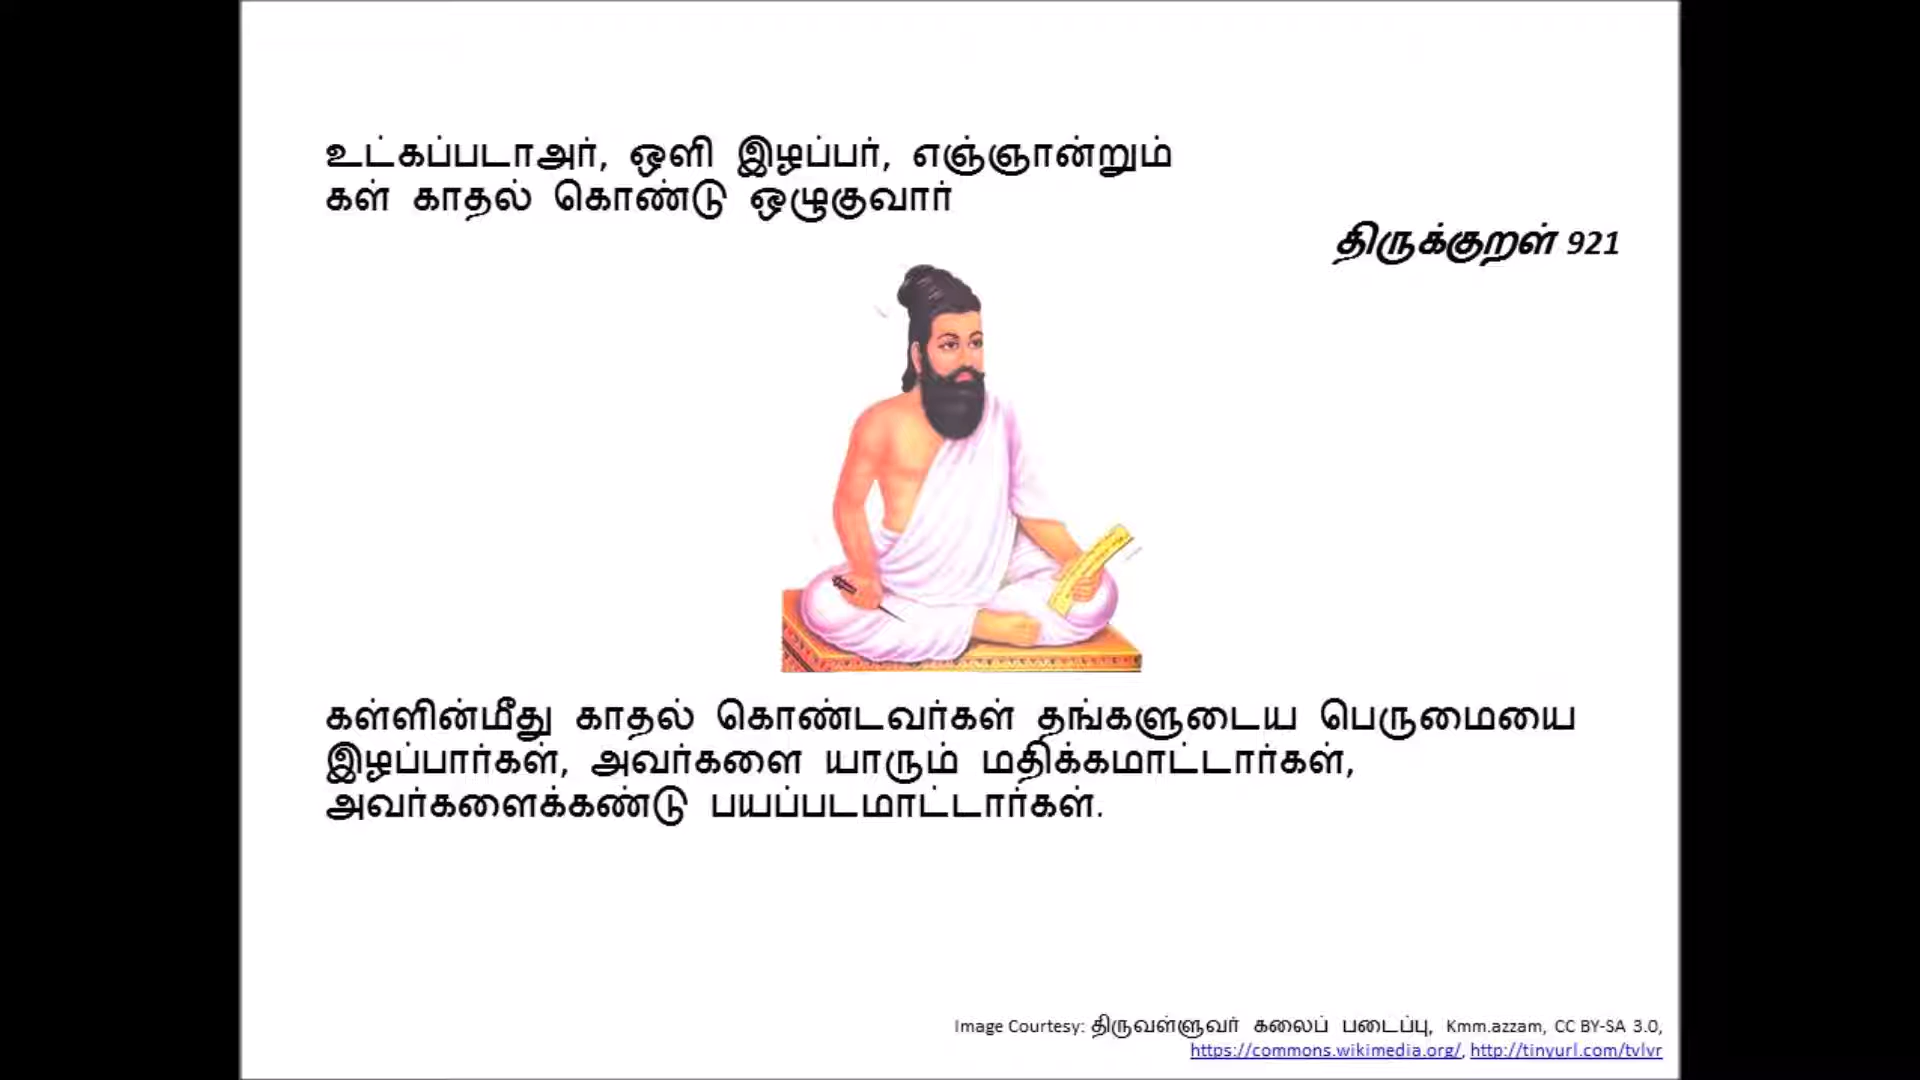 உட்கப்படாஅர், ஒளி இழப்பர், எஞ்ஞான்றும்
கள் காதல் கொண்டு ஒழுகுவார்
திருக்குறள் 921
கள்ளின்மீது காதல் கொண்டவர்கள் தங்களுடைய பெருமையை
இழப்பார்கள், அவர்களை யாரும் மதிக்கமாட்டார்கள்,
அவர்களைக்கண்டு பயப்படமாட்டார்கள்.
Image Courtesy: திருவள்ளுவர் கலைப் படைப்பு, Kmm.azzam, CC BY-SA 3.0,
https://commons.wikimedia.org/, http://tinyurl.com/tvlvr